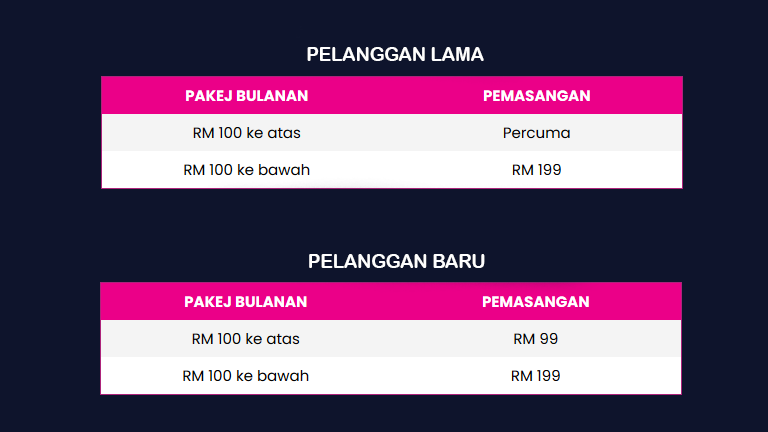 PELANGGAN LAMA
PAKEJ BULANAN PEMASANGAN
RM 100 ke atas Percuma
RM 100 ke bawah RM 199
PELANGGAN BARU
PAKEJ BULANAN PEMASANGAN
RM 100 ke atas RM 99
RM 100 ke bawah RM 199